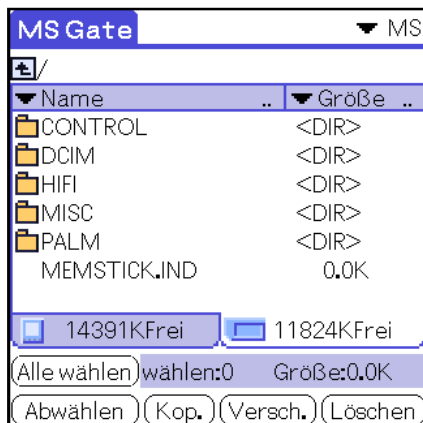 MS Gate MS
/
Name .. Größe ..
CONTROL <DIR>
DCIM <DIR>
HIFI <DIR>
MISC <DIR>
PALM <DIR>
MEMSTICK.IND 0.0K
14391KFrei 11824KFrei
Alle wählen wählen:0 Größe:0.0K
Abwählen Kop. Versch. Löschen